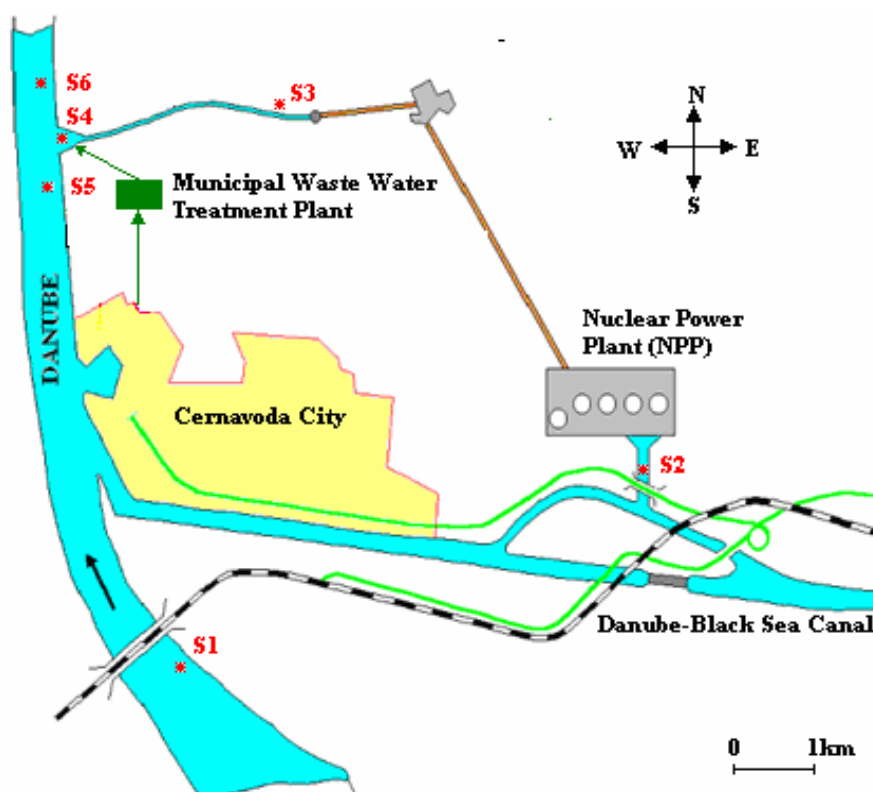 S6
S4
S3
S5
Municipal Waste Water
Treatment Plant
N
W
E
S
DANUBE
Nuclear Power
Plant (NPP)
Cernavoda City
S2
S1
Danube-Black Sea Canal
0
1km